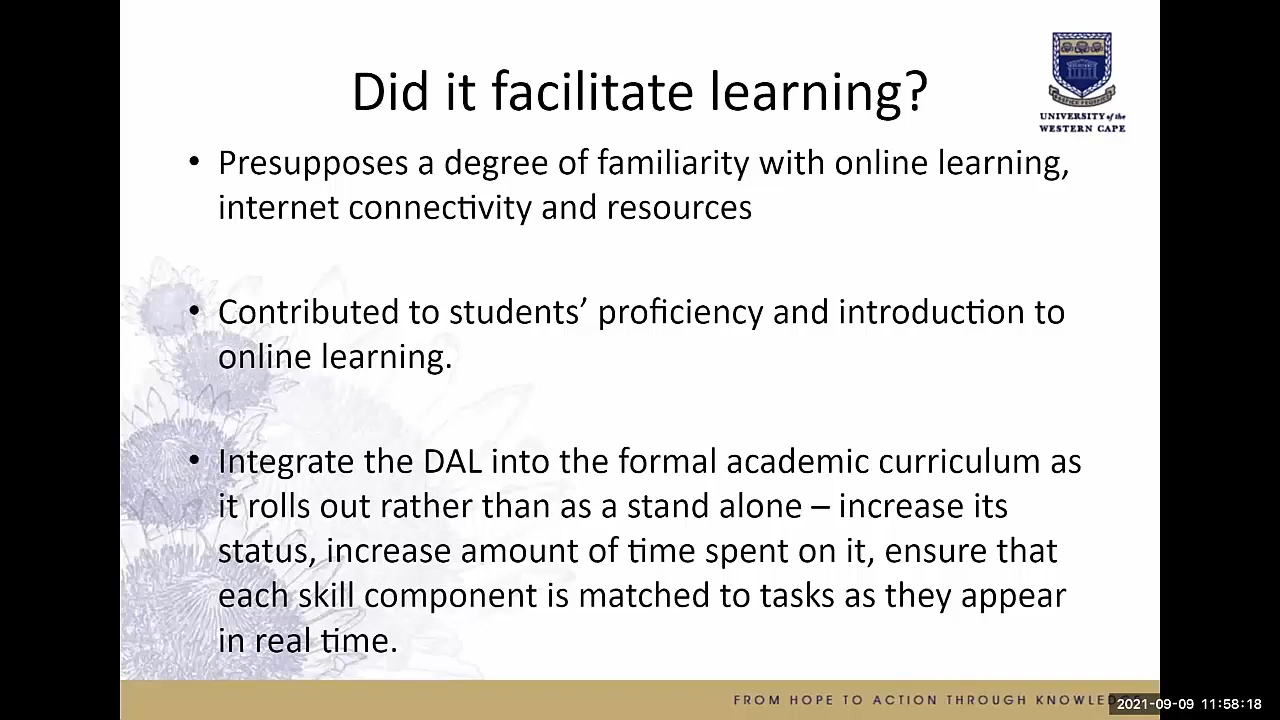 Did it facilitate learning?
UNIVERSITY of the
WESTERN CAPE
• Presupposes a degree of familiarity with online learning,
internet connectivity and resources
• Contributed to students’ proficiency and introduction to
online learning.
• Integrate the DAL into the formal academic curriculum as
it rolls out rather than as a stand alone – increase its
status, increase amount of time spent on it, ensure that
each skill component is matched to tasks as they appear
in real time.
FROM HOPE TO ACTION THROUGH KNOWLEDGE
2021-09-09 11:58:18